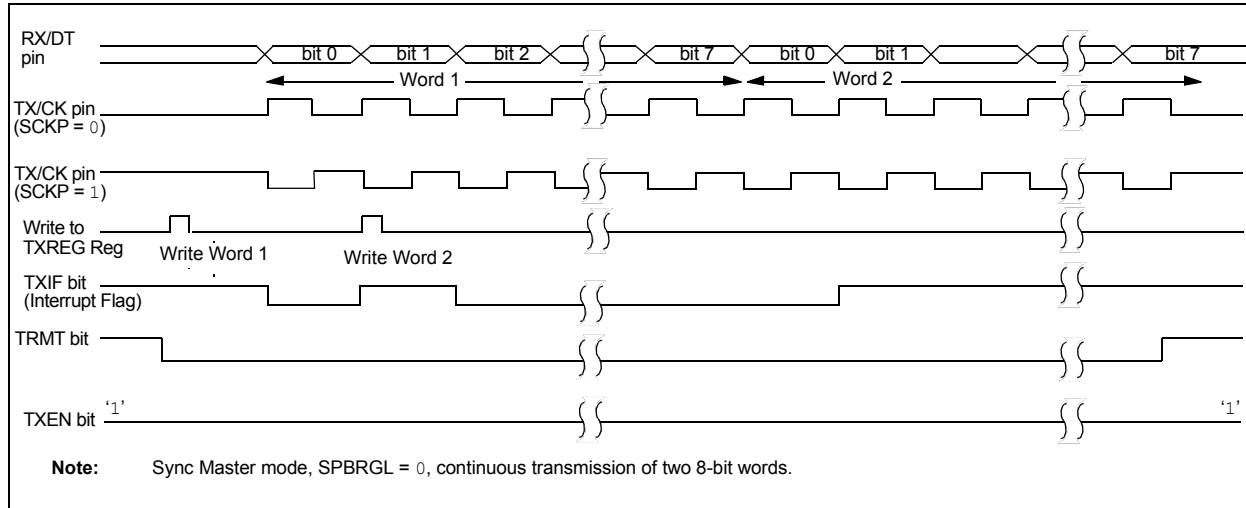 RX/DT
pin
bit 0 bit 1 bit 2 bit 7 bit 0 bit 1 bit 7
Word 1 Word 2
TX/CK pin
(SCKP = 0)
TX/CK pin
(SCKP = 1)
Write to
TXREG Reg
Write Word 1 Write Word 2
TXIF bit
(Interrupt Flag)
TRMT bit
TXEN bit ‘1’ ‘1’
Note: Sync Master mode, SPBRGL = 0, continuous transmission of two 8-bit words.